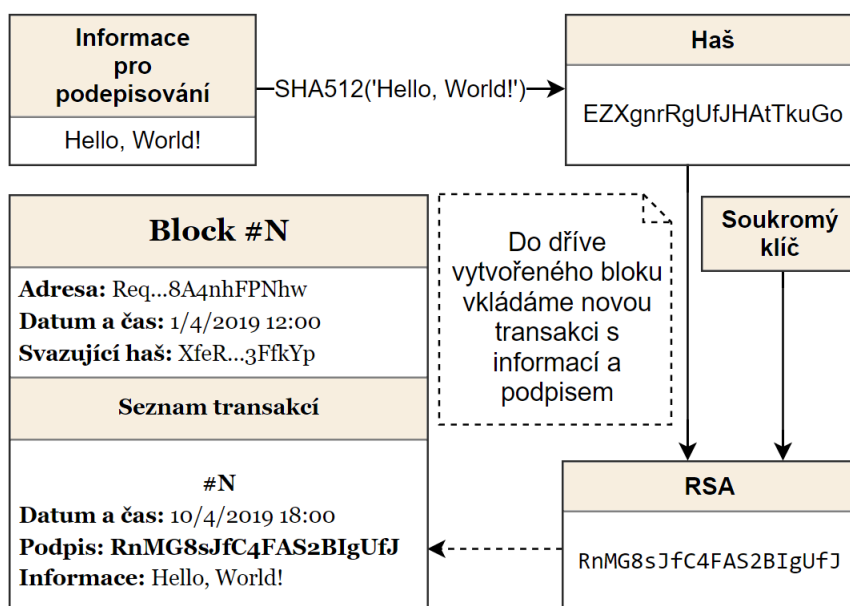 Informace
pro
podepisování
Hello, World!
SHA512('Hello, World!')
Haš
EZXgnrRgUfJHAtTkuGo
Block #N
Adresa: Req...8A4nhFPNhw
Datum a čas: 1/4/2019 12:00
Svazující haš: XfeR...3FfkYp
Seznam transakcí
#N
Datum a čas: 10/4/2019 18:00
Podpis: RnMG8sJfC4FAS2BIgUfJ
Informace: Hello, World!
Do dříve
vytvořeného bloku
vkládáme novou
transakci s
informací a
podpisem
Soukromý
klíč
RSA
RnMG8sJfC4FAS2BIgUfJ